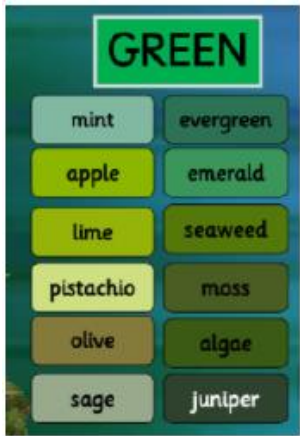 GREEN
mint evergreen
apple emerald
lime seaweed
pistachio moss
olive algae
sage juniper